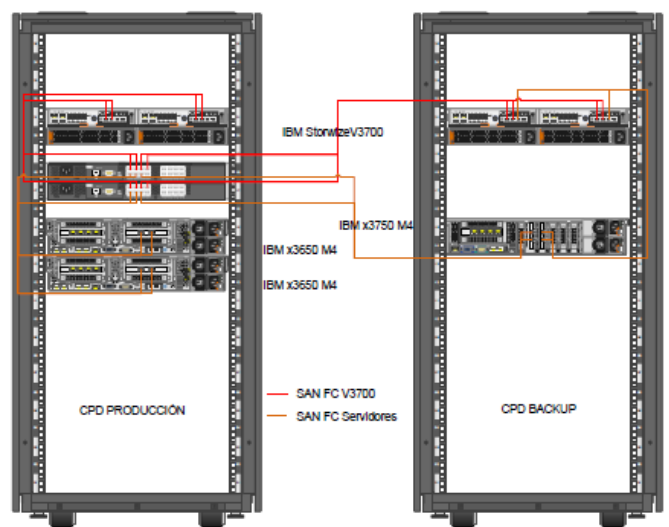 IBM StorwizeV3700
IBM x3750 M4
IBM x3650 M4
IBM x3650 M4
SAN FC V3700
SAN FC Servidores
CPD PRODUCCIÓN
CPD BACKUP